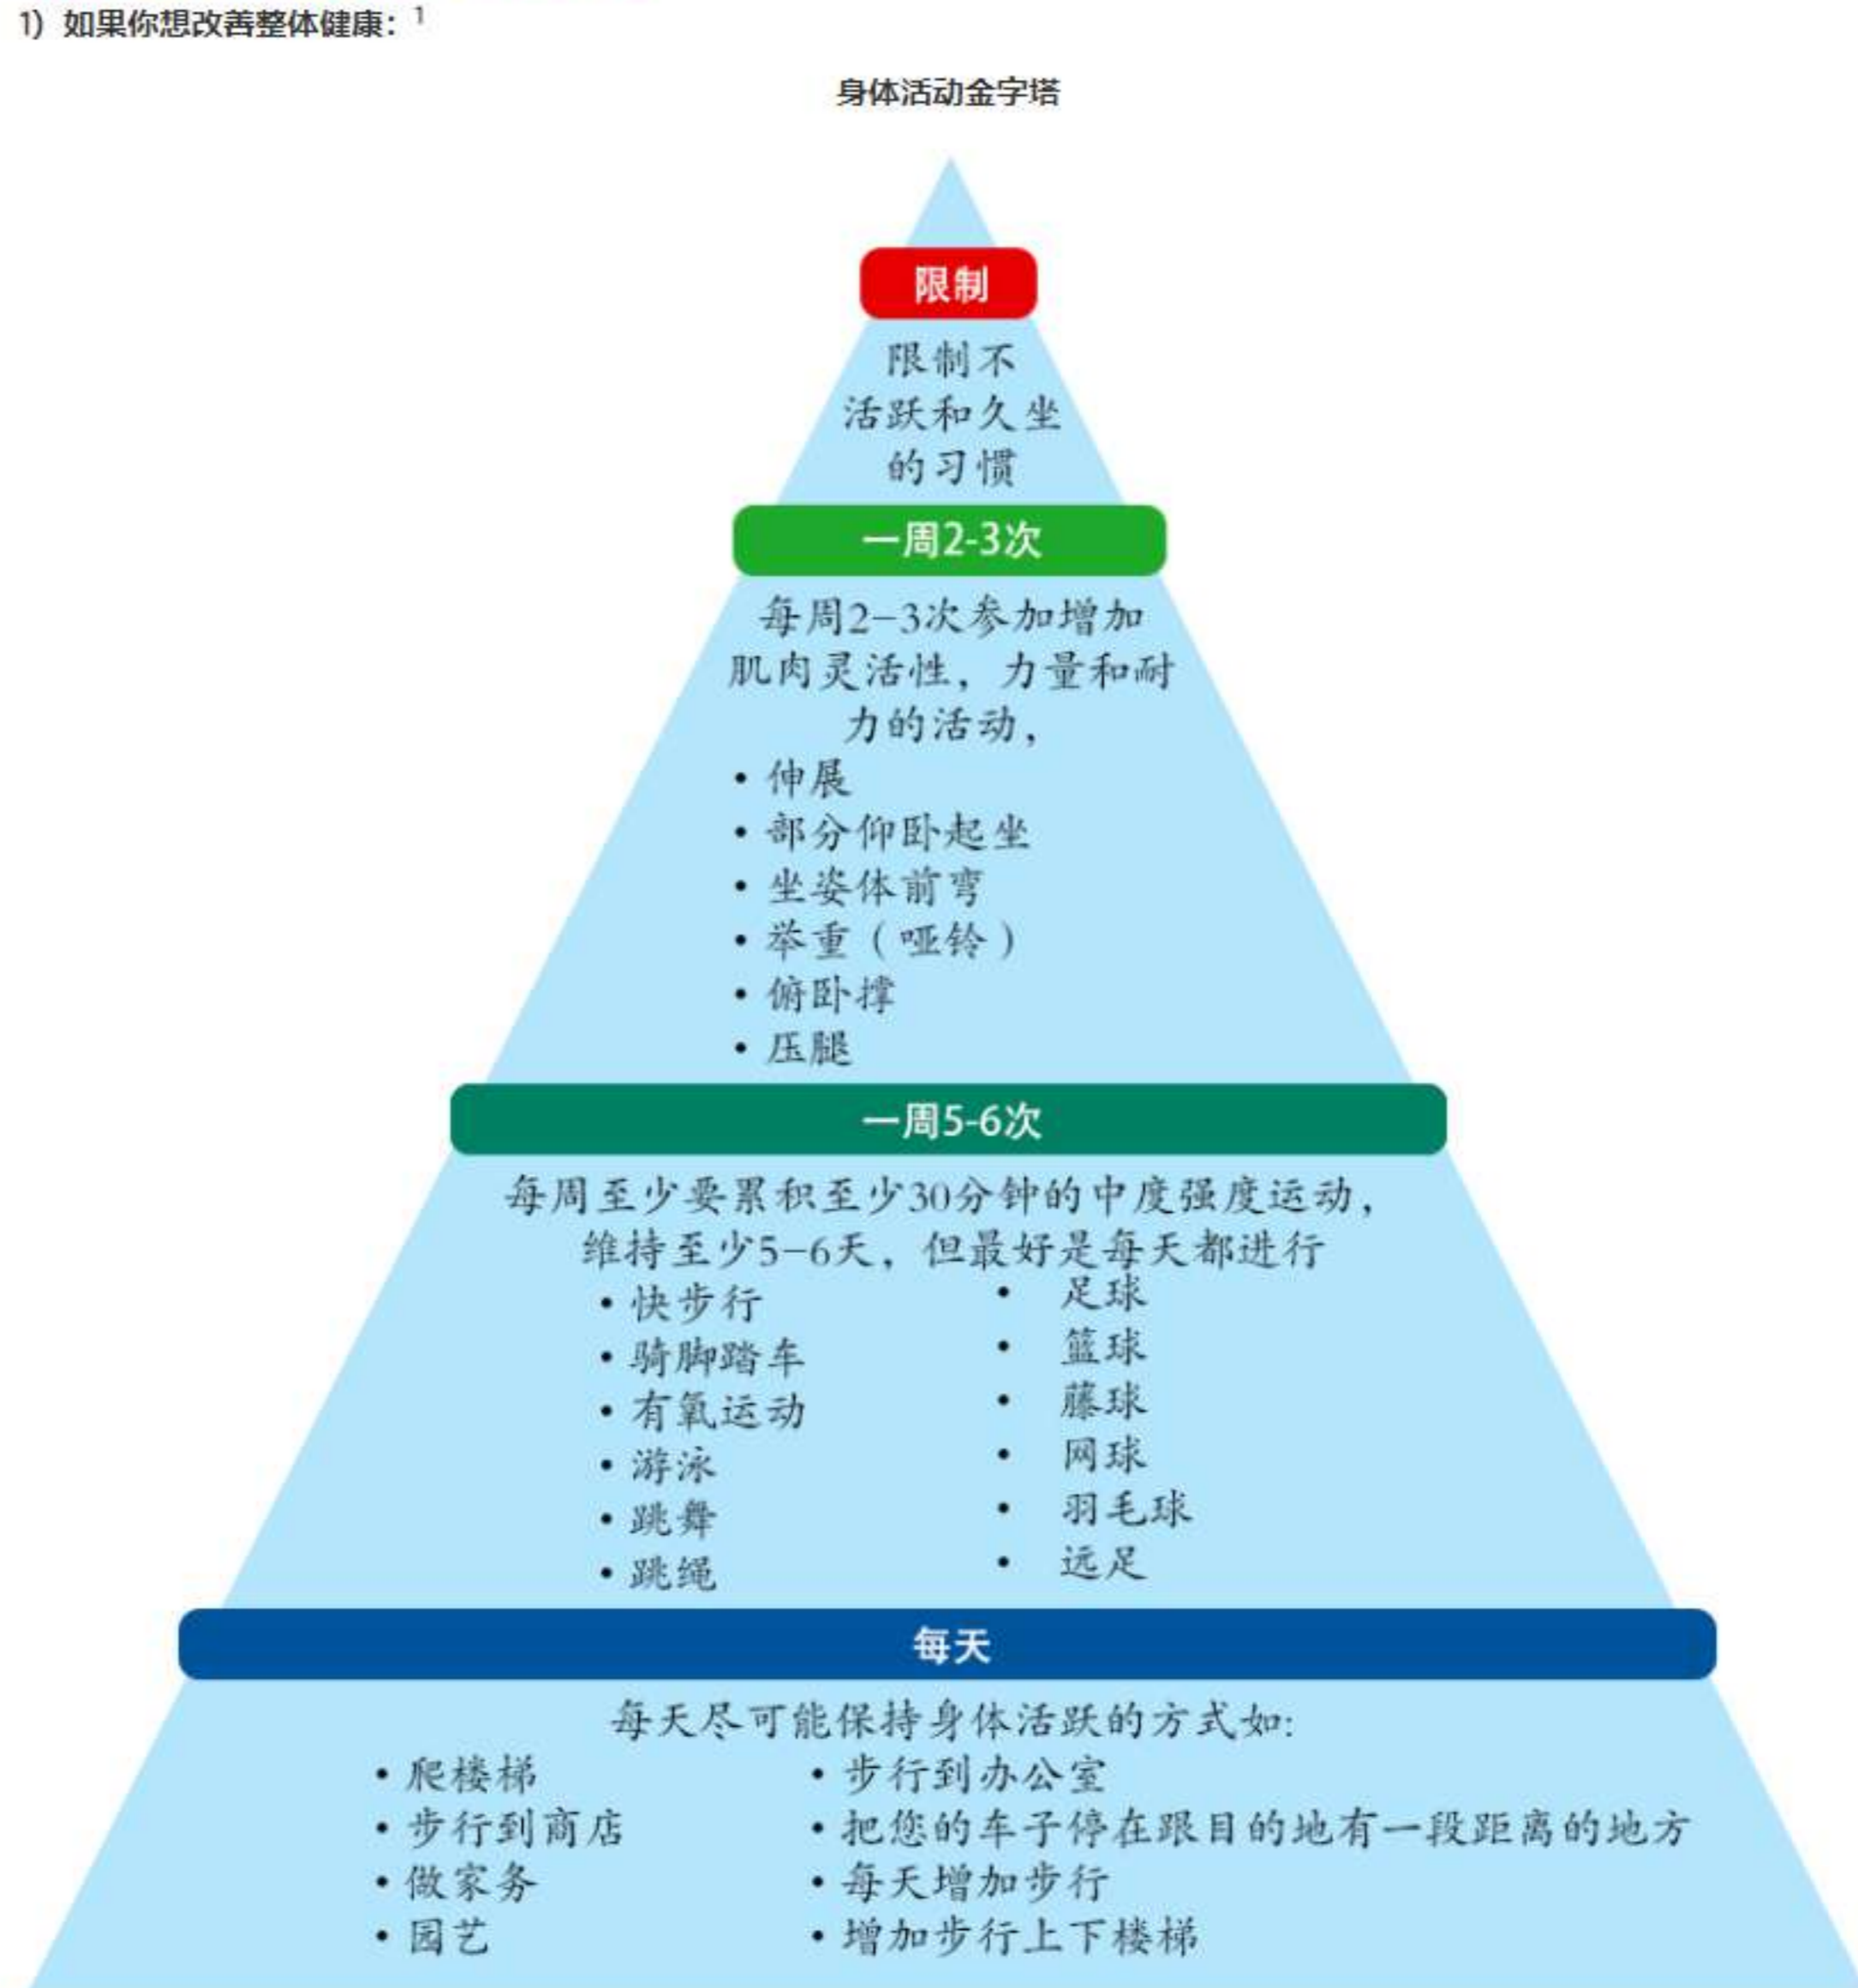 1）如果你想改善整体健康：1
身体活动金字塔
限制
限制不
活跃和久坐
的习惯
一周2-3次
每周2-3次参加增加
肌肉灵活性，力量和耐
力的活动，
• 伸展
• 部分仰卧起坐
• 坐姿体前弯
• 举重（哑铃）
• 俯卧撑
• 压腿
一周5-6次
每周至少要累积至少30分钟的中度强度运动，
维持至少5-6天，但最好是每天都进行
• 快步行
• 骑脚踏车
• 有氧运动
• 游泳
• 跳舞
• 跳绳
• 足球
• 篮球
• 藤球
• 网球
• 羽毛球
• 远足
每天
每天尽可能保持身体活跃的方式如:
• 爬楼梯
• 步行到商店
• 做家务
• 园艺
• 步行到办公室
• 把您的车子停在跟目的地有一段距离的地方
• 每天增加步行
• 增加步行上下楼梯